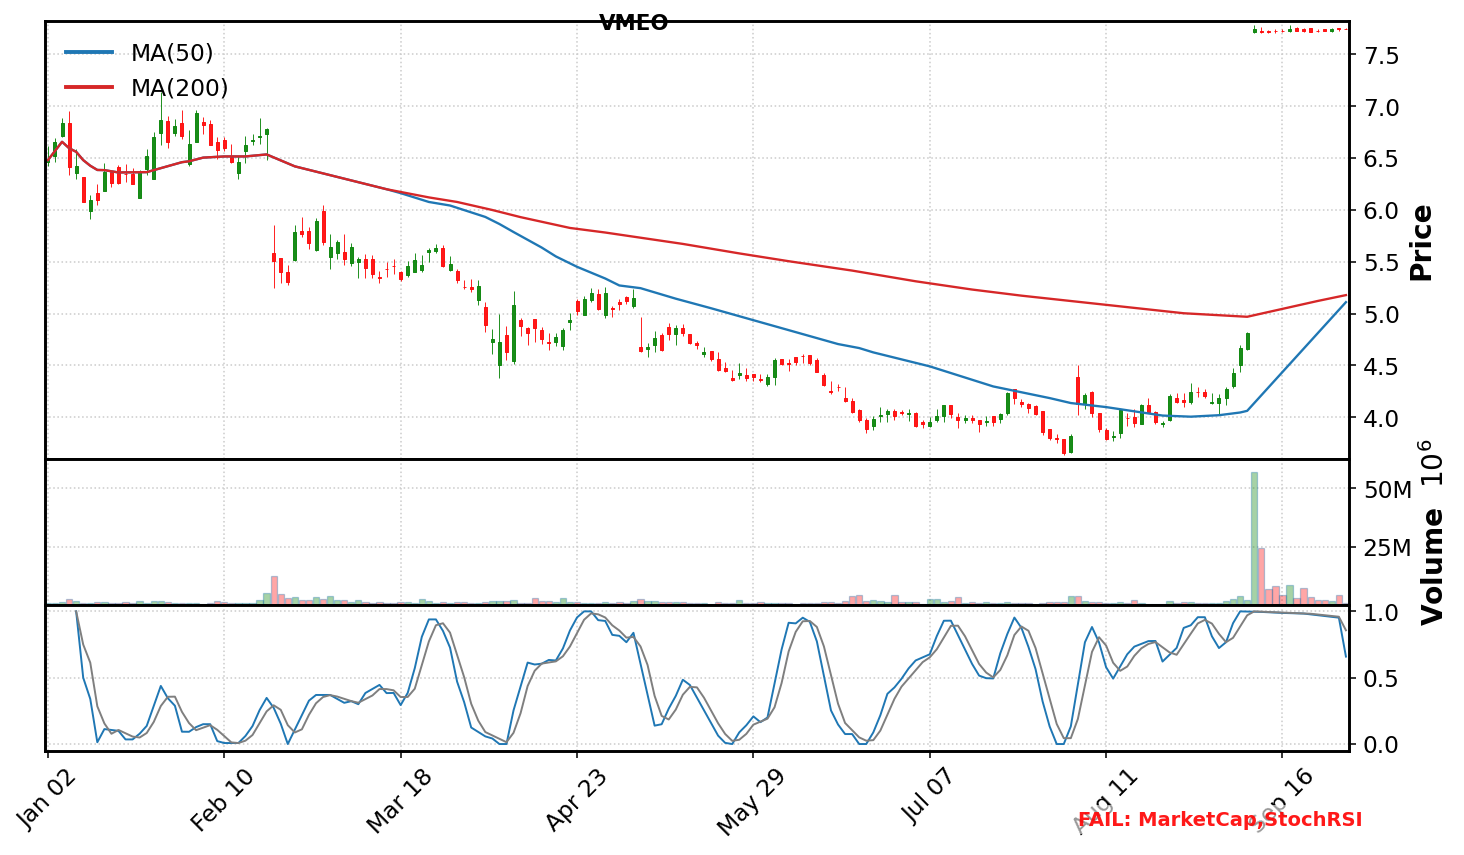 VMEO
MA(50)
MA(200)
7.5
7.0
6.5
6.0
5.5
5.0
4.5
4.0
Price
50M
25M
Volume 10^6
1.0
0.5
0.0
Jan 02
Feb 10
Mar 18
Apr 23
May 29
Jul 07
Aug 11
Sep 16
FAIL: MarketCap,StochRSI